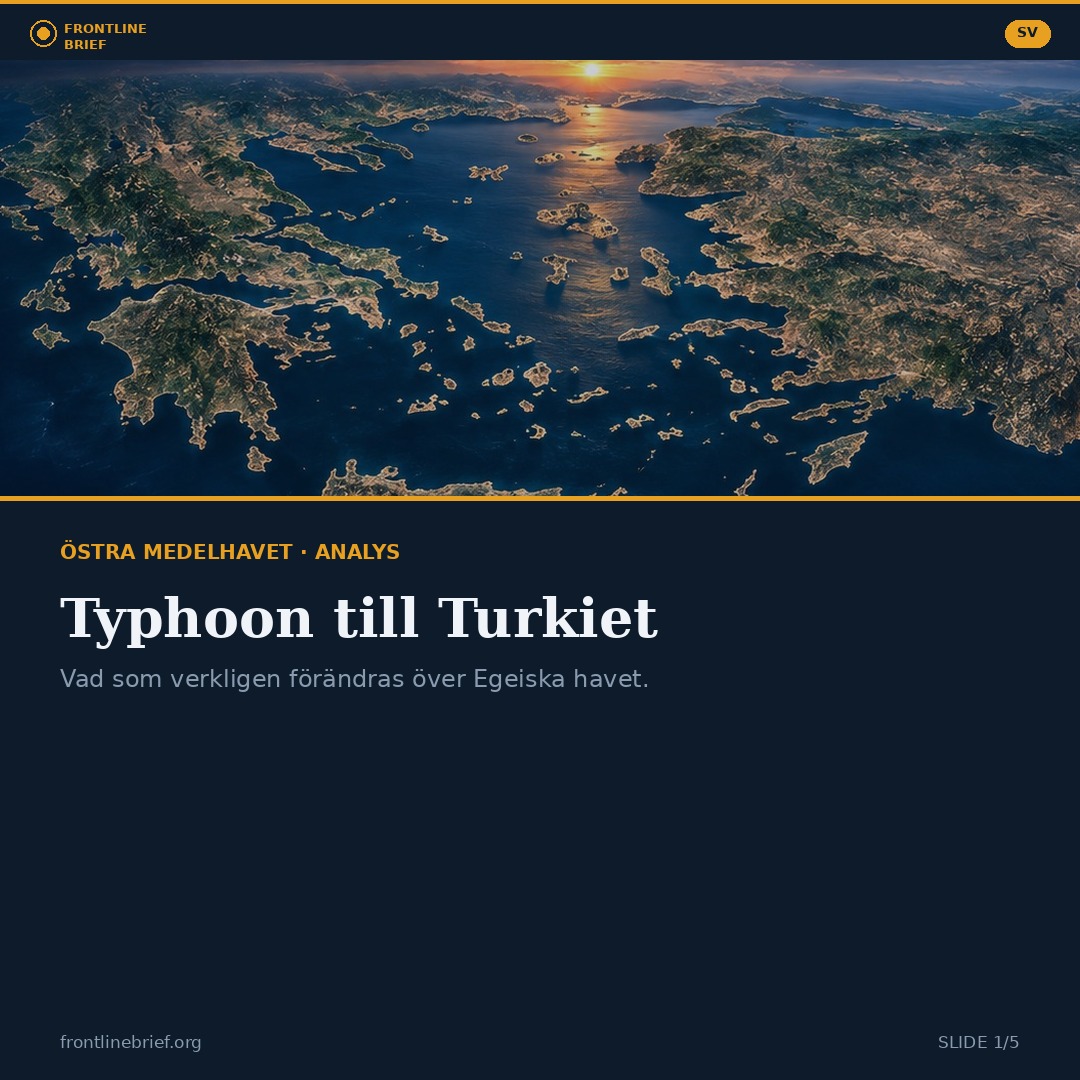 FRONTLINE
BRIEF
SV
ÖSTRA MEDELHAVET · ANALYS
Typhoon till Turkiet
Vad som verkligen förändras över Egeiska havet.
frontlinebrief.org
SLIDE 1/5